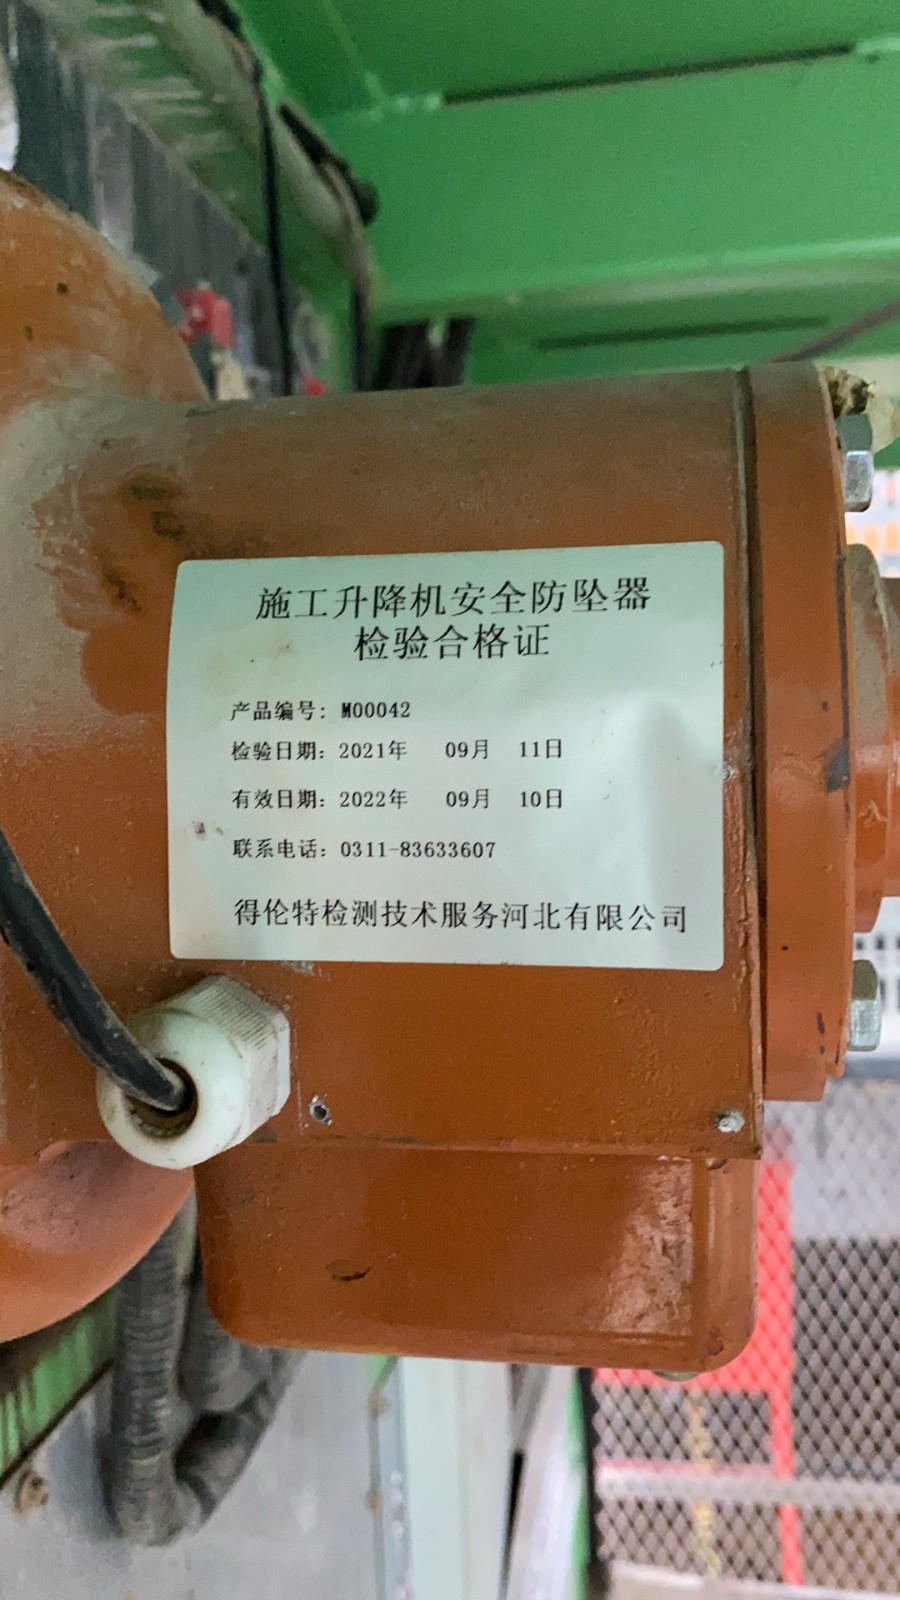 施工升降机安全防坠器
检验合格证
产品编号: M00042
检验日期: 2021年 09月 11日
有效日期: 2022年 09月 10日
联系电话: 0311-83633607
得伦特检测技术服务河北有限公司